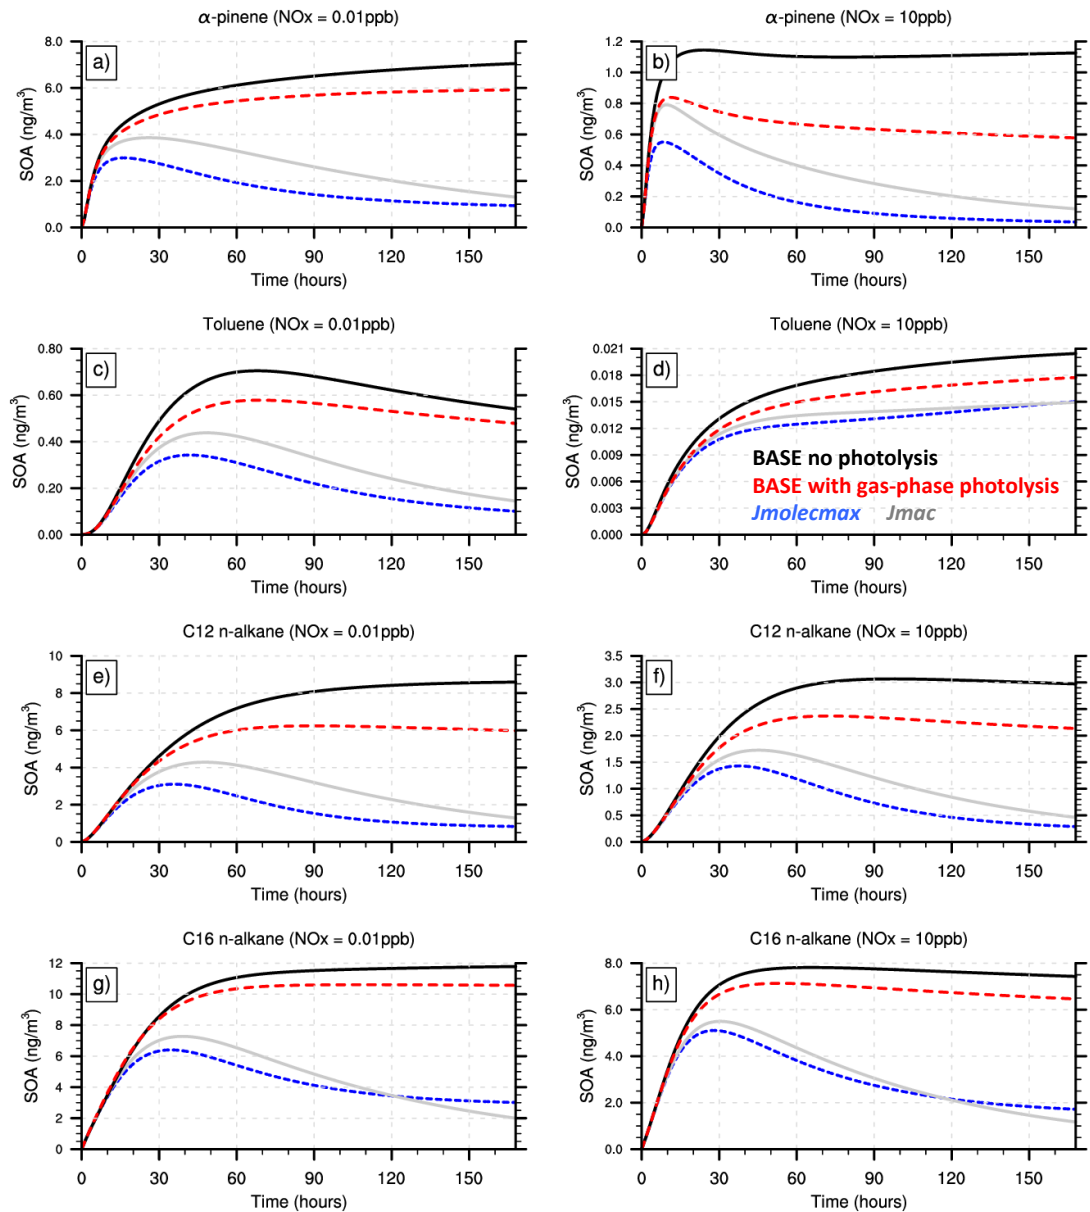 α-pinene (NOx = 0.01ppb)
a)
SOA (ng/m³)
8.0
6.0
4.0
2.0
0.0
0 30 60 90 120 150
Time (hours)
α-pinene (NOx = 10ppb)
b)
SOA (ng/m³)
1.2
1.0
0.8
0.6
0.4
0.2
0.0
0 30 60 90 120 150
Time (hours)
Toluene (NOx = 0.01ppb)
c)
SOA (ng/m³)
0.80
0.60
0.40
0.20
0.00
0 30 60 90 120 150
Time (hours)
Toluene (NOx = 10ppb)
d)
SOA (ng/m³)
0.021
0.018
0.015
0.012
0.009
0.006
0.003
0.000
BASE no photolysis
BASE with gas-phase photolysis
Jmolecmax Jmac
0 30 60 90 120 150
Time (hours)
C12 n-alkane (NOx = 0.01ppb)
e)
SOA (ng/m³)
10
8
6
4
2
0
0 30 60 90 120 150
Time (hours)
C12 n-alkane (NOx = 10ppb)
f)
SOA (ng/m³)
3.5
3.0
2.5
2.0
1.5
1.0
0.5
0.0
0 30 60 90 120 150
Time (hours)
C16 n-alkane (NOx = 0.01ppb)
g)
SOA (ng/m³)
12
10
8
6
4
2
0
0 30 60 90 120 150
Time (hours)
C16 n-alkane (NOx = 10ppb)
h)
SOA (ng/m³)
8.0
6.0
4.0
2.0
0.0
0 30 60 90 120 150
Time (hours)